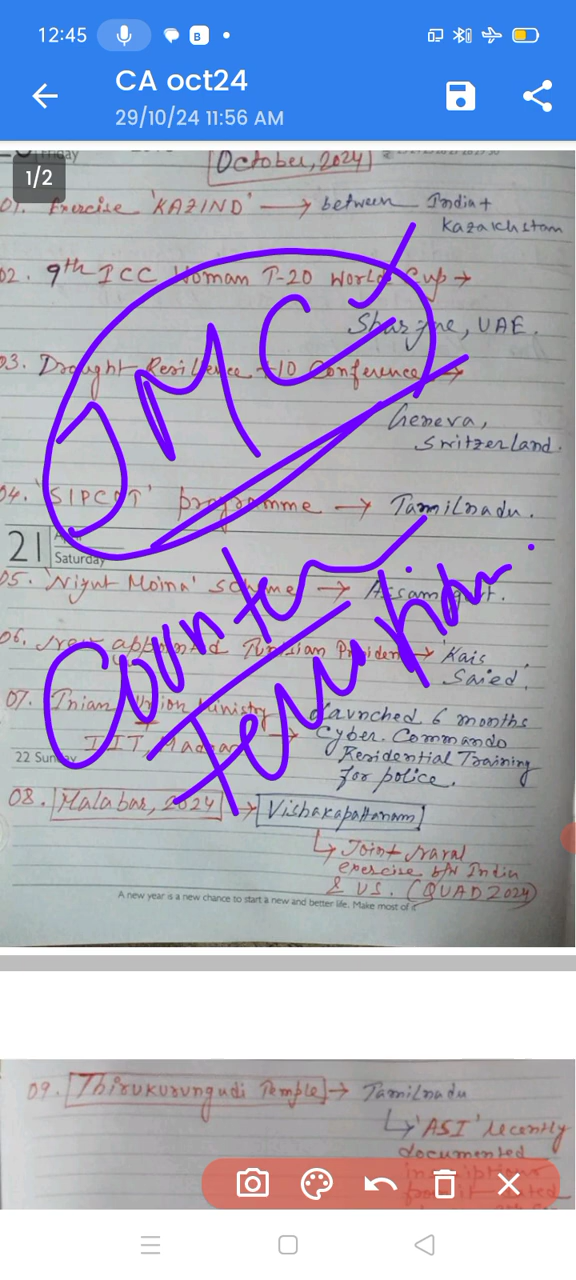 12:45
B
CA oct24
29/10/24 11:56 AM
1/2
Friday
October, 2024
01. Exercise 'KAZIND' → between India +
Kazakhstan
02. 9th ICC Woman T-20 World Cup →
Sharjne, UAE.
03. Drought Resilience +10 Conference →
Geneva,
Switzerland.
04. 'SIPCOT' programme → Tamilnadu.
21
Saturday
05. 'Nijut Moina' scheme → Assam
06. New appointed Tunisian President → Kais
Saied.
07. Union Ministry Launched 6 months
IIT, Madras → Cyber Commando
Residential Training
for police.
22 Sunday
08. Malabar, 2024 → Vishakapattanam
↳ Joint Naval
exercise b/w India
& US. (QUAD 2024)
A new year is a new chance to start a new and better life. Make most of
JMC
Counter
Terrorism.
09. Thirukurungudi Temple → Tamilnadu
↳ 'ASI' recently
documented
inscriptions
from it